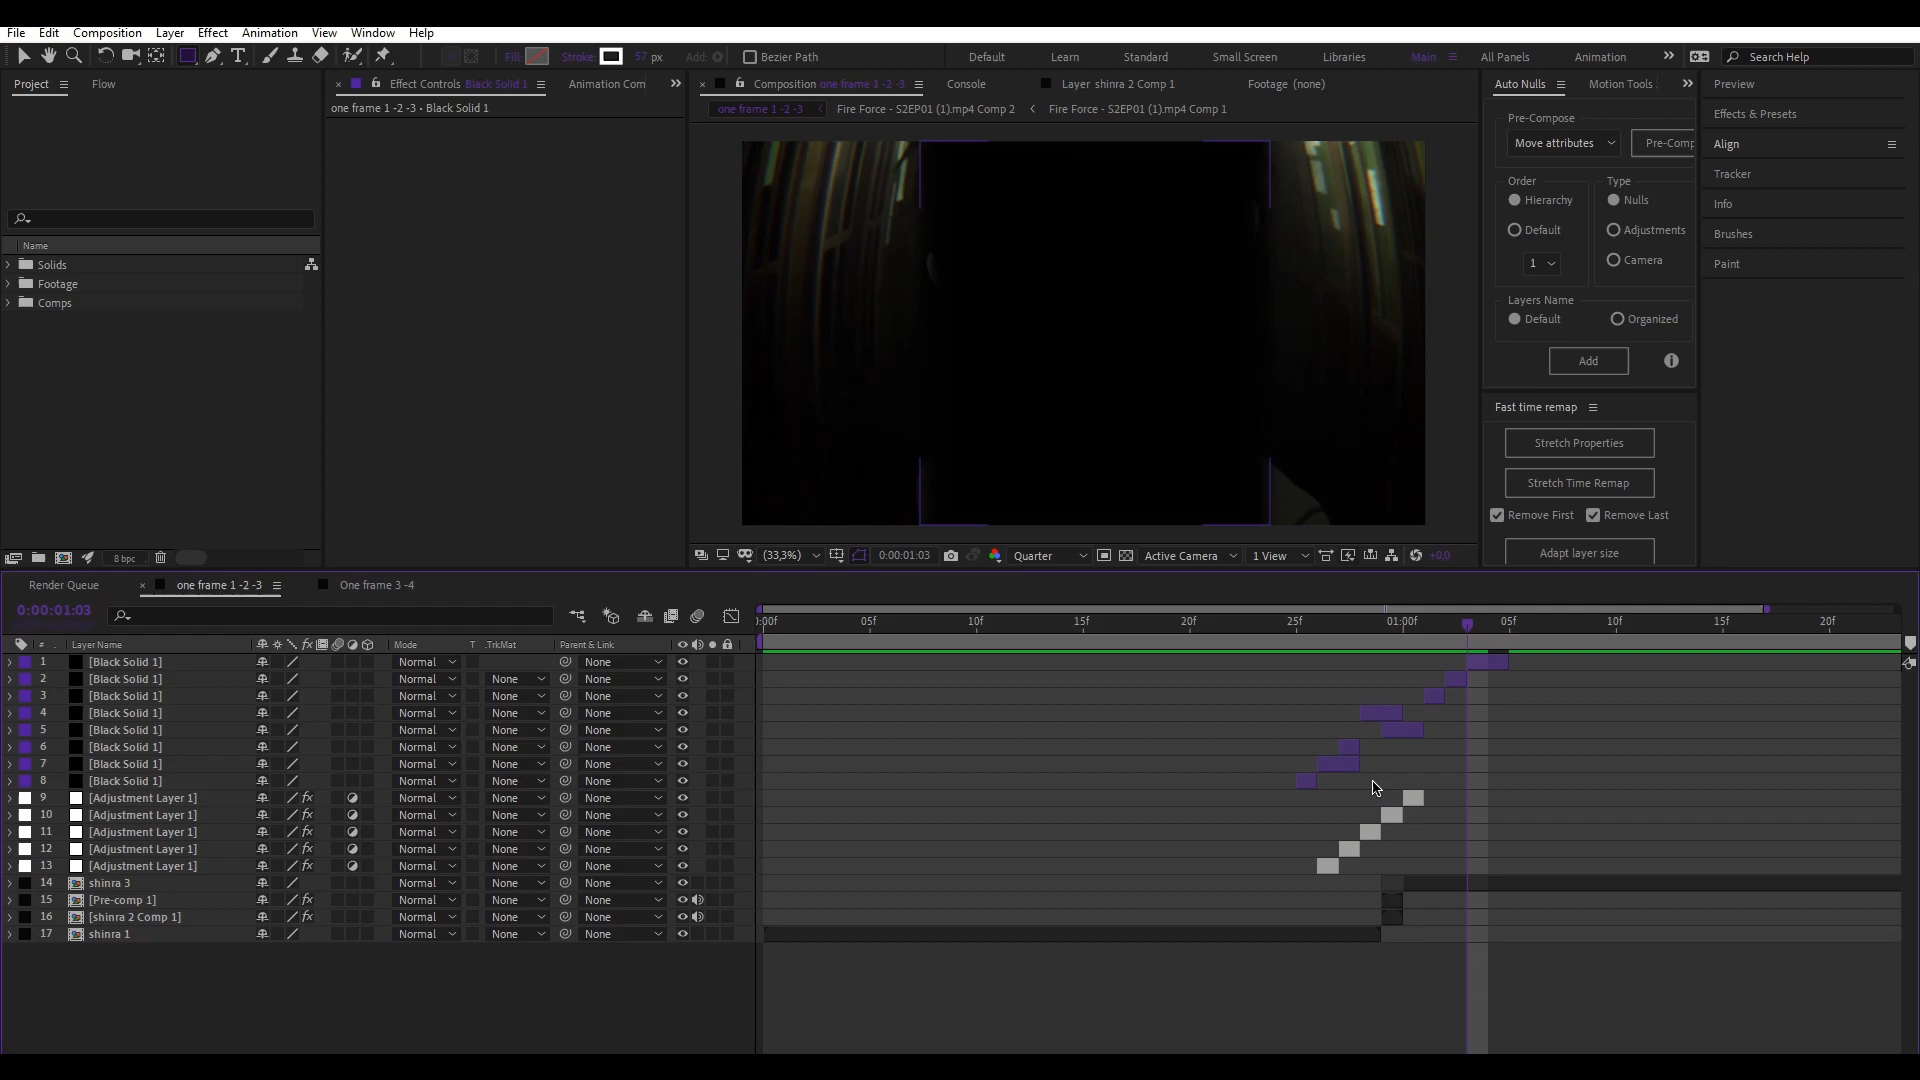 File Edit Composition Layer Effect Animation View Window Help
Fill: Stroke: 57 px Add: Bezier Path Default Learn Standard Small Screen Libraries Main All Panels Animation Search Help
Project Flow Effect Controls Black Solid 1 Animation Com Composition one frame 1 -2 -3 Console Layer shinra 2 Comp 1 Footage (none) Auto Nulls Motion Tools Preview
one frame 1 -2 -3 • Black Solid 1 one frame 1 -2 -3 Fire Force - S2EP01 (1).mp4 Comp 2 Fire Force - S2EP01 (1).mp4 Comp 1
Effects & Presets
Align
Tracker
Info
Brushes
Paint
Pre-Compose
Move attributes Pre-Comp
Order Type
Hierarchy Nulls
Default Adjustments
1 Camera
Layers Name
Default Organized
Add
Fast time remap
Stretch Properties
Stretch Time Remap
Remove First Remove Last
Adapt layer size
Name
Solids
Footage
Comps
8 bpc
(33,3%) 0:00:01:03 Quarter Active Camera 1 View +0,0
Render Queue one frame 1 -2 -3 One frame 3 -4
0:00:01:03
:00f 05f 10f 15f 20f 25f 01:00f 05f 10f 15f 20f
# Layer Name Mode T .TrkMat Parent & Link
1 [Black Solid 1] Normal None
2 [Black Solid 1] Normal None None
3 [Black Solid 1] Normal None None
4 [Black Solid 1] Normal None None
5 [Black Solid 1] Normal None None
6 [Black Solid 1] Normal None None
7 [Black Solid 1] Normal None None
8 [Black Solid 1] Normal None None
9 [Adjustment Layer 1] fx Normal None None
10 [Adjustment Layer 1] fx Normal None None
11 [Adjustment Layer 1] fx Normal None None
12 [Adjustment Layer 1] fx Normal None None
13 [Adjustment Layer 1] fx Normal None None
14 shinra 3 Normal None None
15 [Pre-comp 1] fx Normal None None
16 [shinra 2 Comp 1] fx Normal None None
17 shinra 1 Normal None None